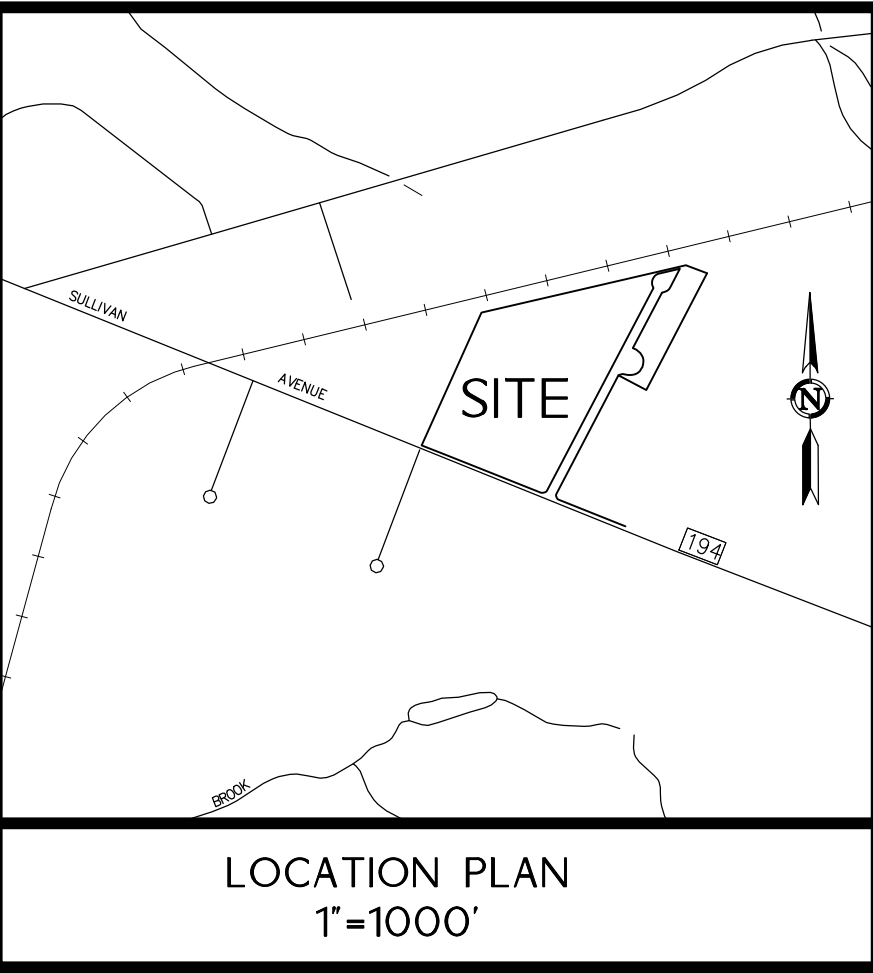 SULLIVAN
AVENUE
SITE
N
194
BROOK
LOCATION PLAN
1"=1000'